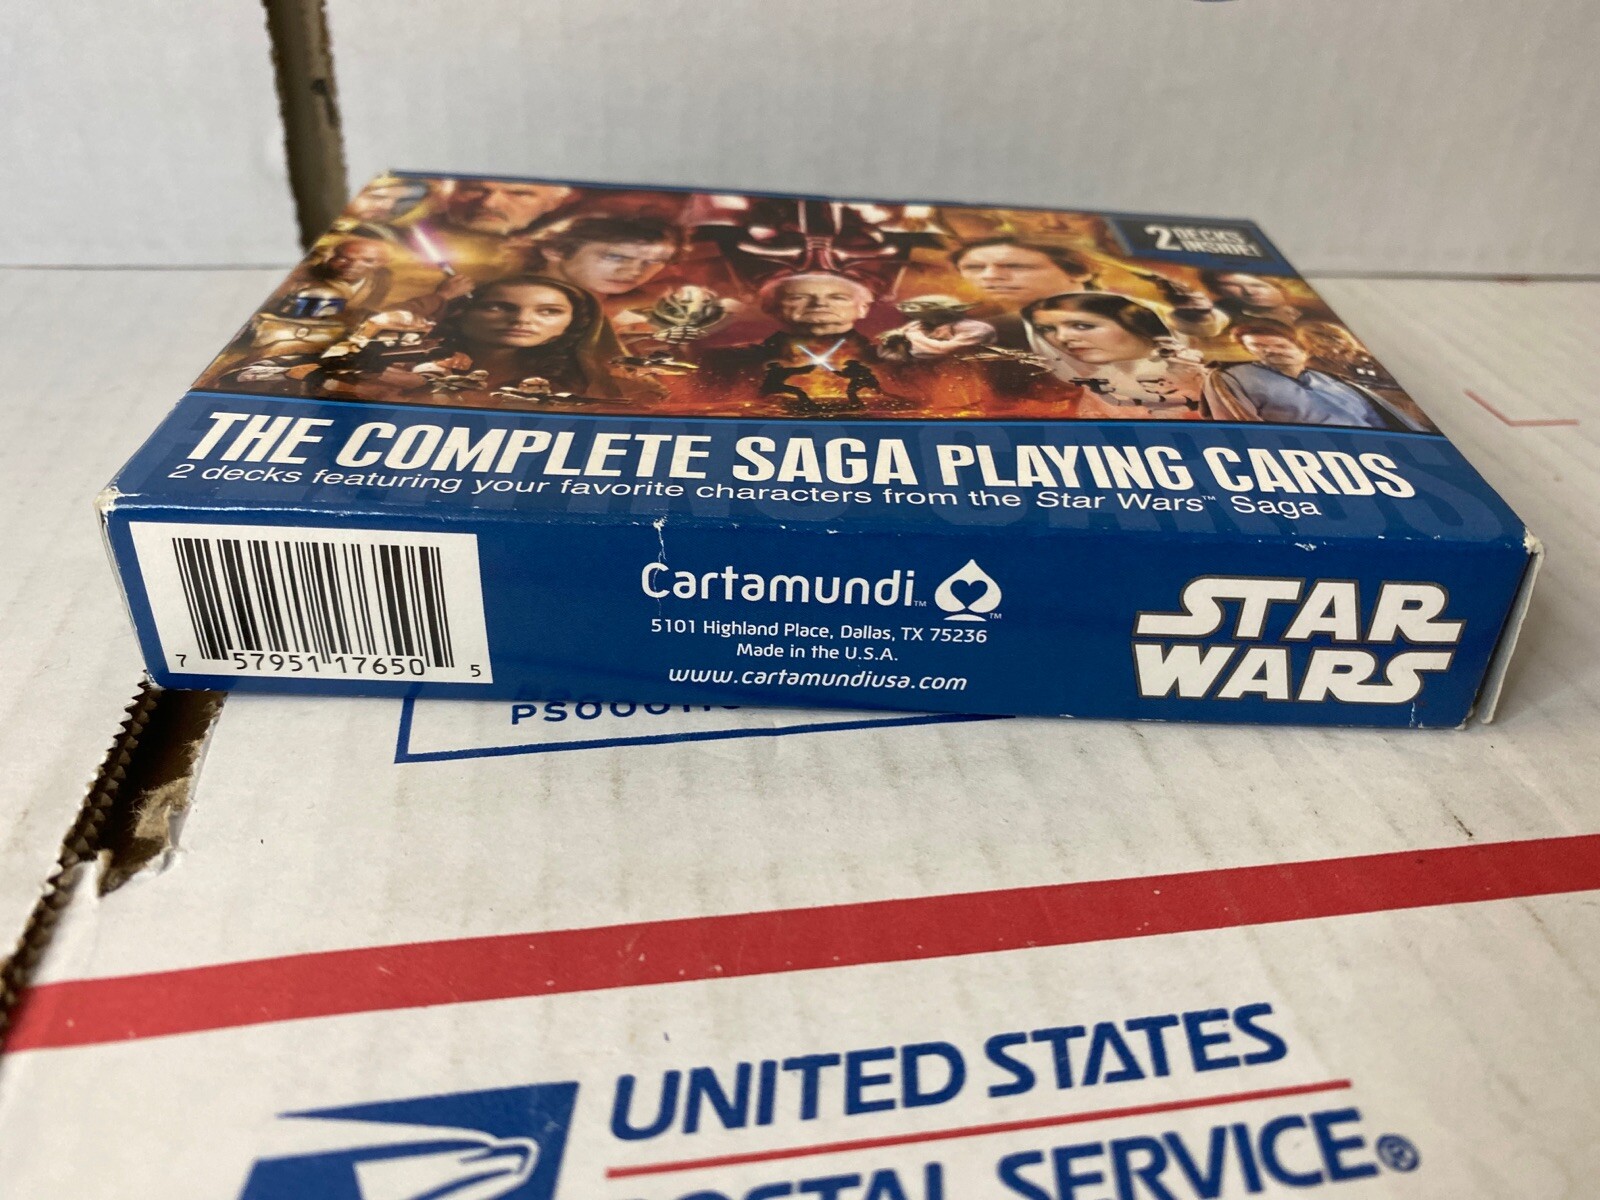 2 DECKS
INSIDE!
THE COMPLETE SAGA PLAYING CARDS
2 decks featuring your favorite characters from the Star Wars™ Saga
7 57951 17650 5
Cartamundi™
5101 Highland Place, Dallas, TX 75236
Made in the U.S.A.
www.cartamundiusa.com
STAR
WARS
UNITED STATES
POSTAL SERVICE®